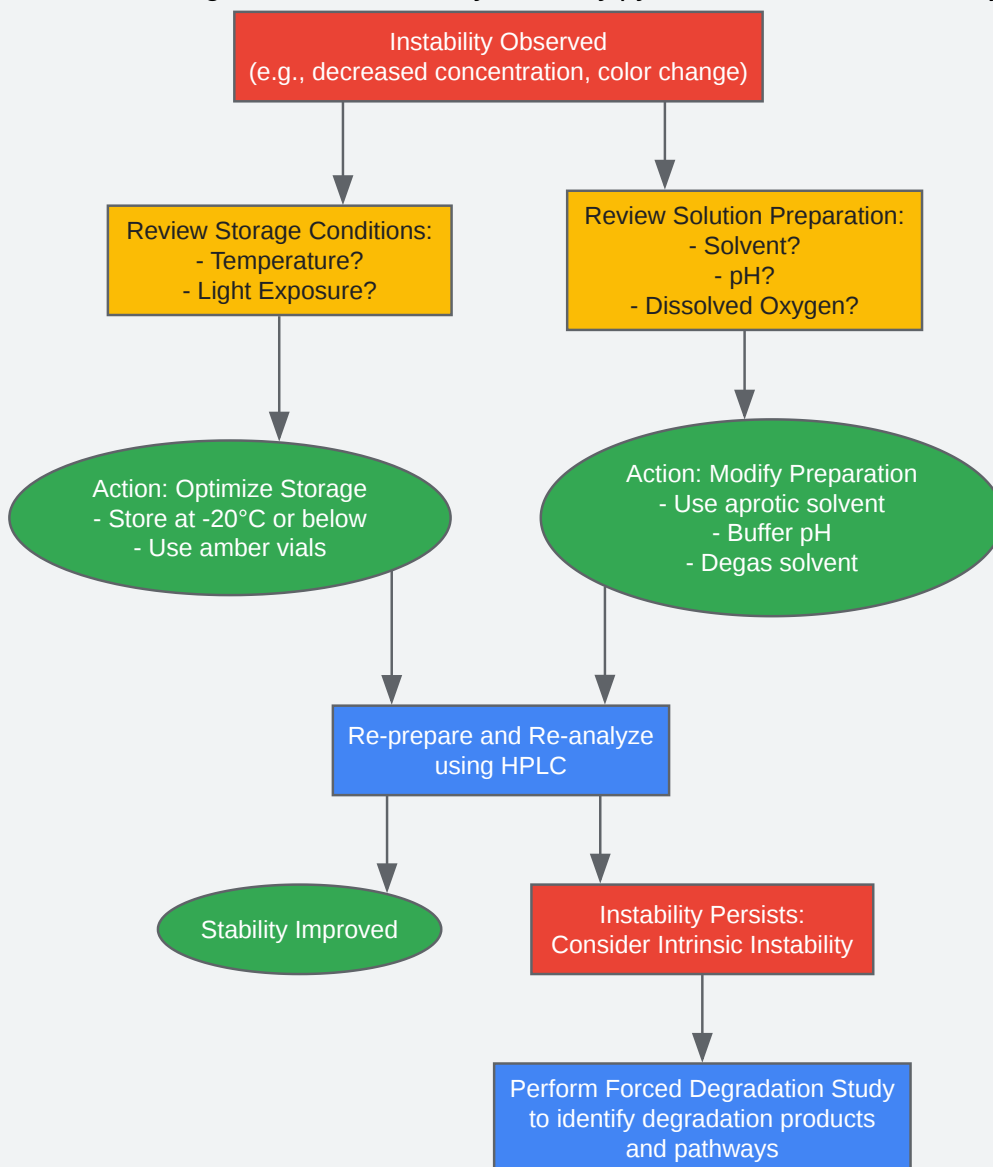 Instability Observed
(e.g., decreased concentration, color change)
Review Storage Conditions:
- Temperature?
- Light Exposure?
Review Solution Preparation:
- Solvent?
- pH?
- Dissolved Oxygen?
Action: Optimize Storage
- Store at -20°C or below
- Use amber vials
Action: Modify Preparation
- Use aprotic solvent
- Buffer pH
- Degas solvent
Re-prepare and Re-analyze
using HPLC
Stability Improved
Instability Persists:
Consider Intrinsic Instability
Perform Forced Degradation Study
to identify degradation products
and pathways